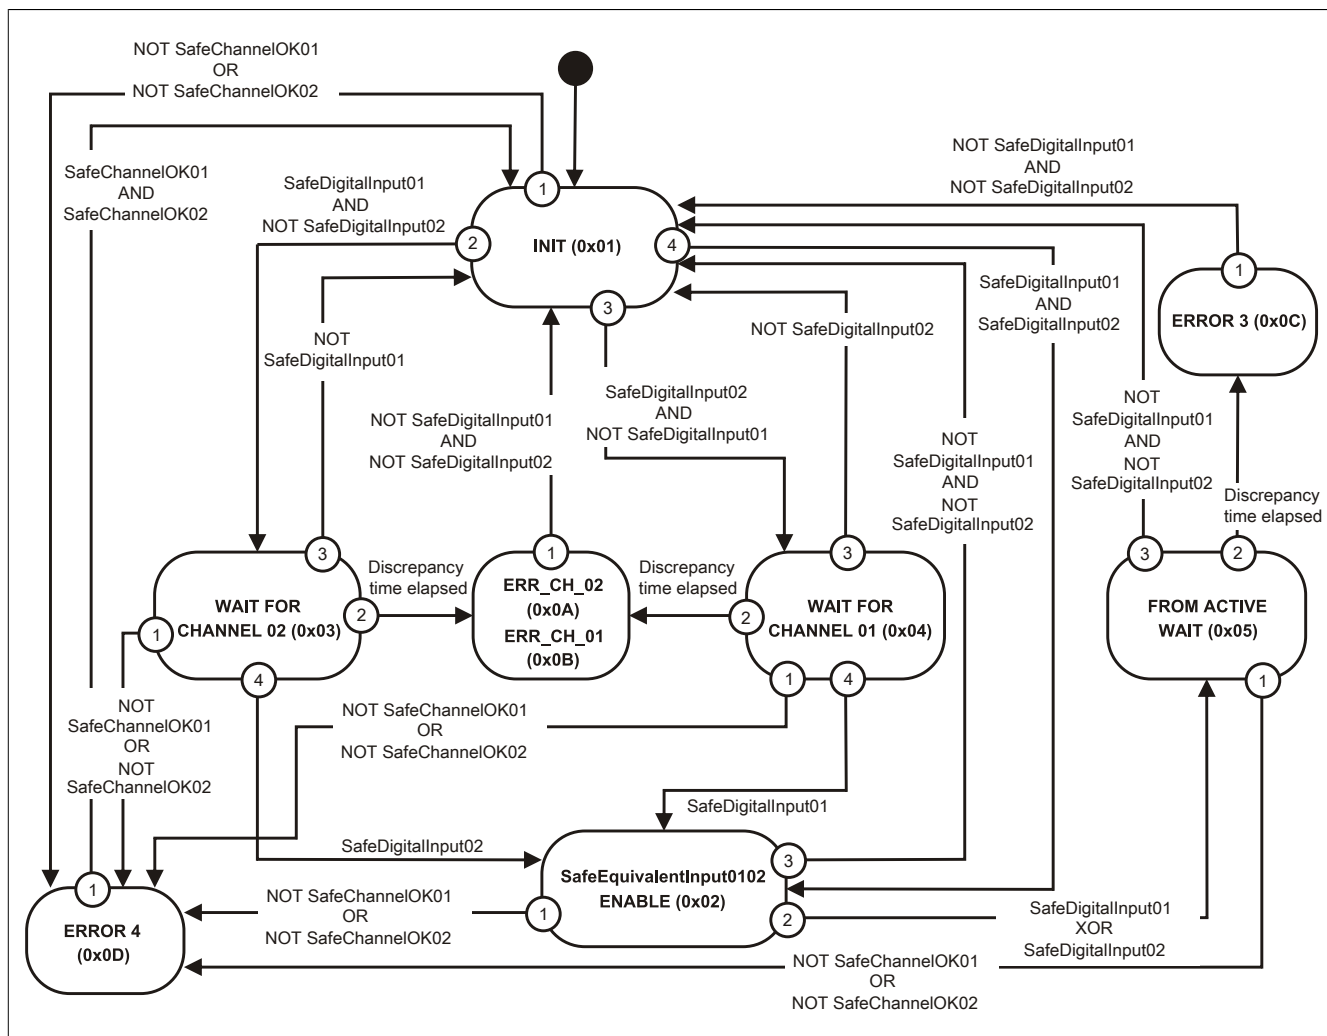 NOT SafeChannelOK01
OR
NOT SafeChannelOK02
SafeChannelOK01
AND
SafeChannelOK02
SafeDigitalInput01
AND
NOT SafeDigitalInput02
1
2
INIT (0x01)
4
3
NOT SafeDigitalInput01
AND
NOT SafeDigitalInput02
1
ERROR 3 (0x0C)
SafeDigitalInput01
AND
SafeDigitalInput02
NOT
SafeDigitalInput01
NOT SafeDigitalInput02
SafeDigitalInput02
AND
NOT SafeDigitalInput01
NOT SafeDigitalInput01
AND
NOT SafeDigitalInput02
NOT
SafeDigitalInput01
AND
NOT
SafeDigitalInput02
NOT
SafeDigitalInput01
AND
NOT
SafeDigitalInput02
Discrepancy
time elapsed
3
WAIT FOR
CHANNEL 02 (0x03)
1
2
4
Discrepancy
time elapsed
1
ERR_CH_02
(0x0A)
ERR_CH_01
(0x0B)
Discrepancy
time elapsed
3
WAIT FOR
CHANNEL 01 (0x04)
2
1
4
3
2
FROM ACTIVE
WAIT (0x05)
1
NOT
SafeChannelOK01
OR
NOT
SafeChannelOK02
NOT SafeChannelOK01
OR
NOT SafeChannelOK02
SafeDigitalInput01
SafeDigitalInput02
SafeEquivalentInput0102
ENABLE (0x02)
3
1
2
1
ERROR 4
(0x0D)
NOT SafeChannelOK01
OR
NOT SafeChannelOK02
SafeDigitalInput01
XOR
SafeDigitalInput02
NOT SafeChannelOK01
OR
NOT SafeChannelOK02